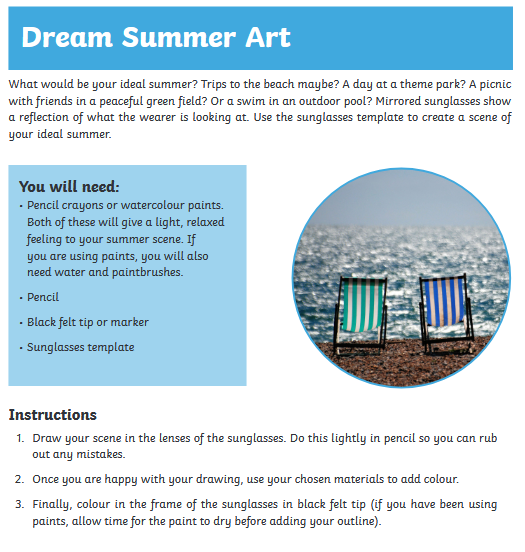 Dream Summer Art
What would be your ideal summer? Trips to the beach maybe? A day at a theme park? A picnic
with friends in a peaceful green field? Or a swim in an outdoor pool? Mirrored sunglasses show
a reflection of what the wearer is looking at. Use the sunglasses template to create a scene of
your ideal summer.
You will need:
• Pencil crayons or watercolour paints.
Both of these will give a light, relaxed
feeling to your summer scene. If
you are using paints, you will also
need water and paintbrushes.
• Pencil
• Black felt tip or marker
• Sunglasses template
Instructions
1. Draw your scene in the lenses of the sunglasses. Do this lightly in pencil so you can rub
out any mistakes.
2. Once you are happy with your drawing, use your chosen materials to add colour.
3. Finally, colour in the frame of the sunglasses in black felt tip (if you have been using
paints, allow time for the paint to dry before adding your outline).